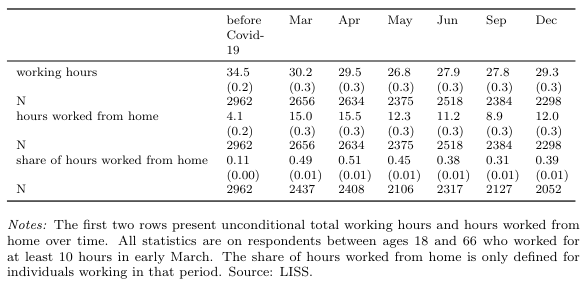 before Covid-19 Mar Apr May Jun Sep Dec
working hours 34.5 30.2 29.5 26.8 27.9 27.8 29.3
(0.2) (0.3) (0.3) (0.3) (0.3) (0.3) (0.3)
N 2962 2656 2634 2375 2518 2384 2298
hours worked from home 4.1 15.0 15.5 12.3 11.2 8.9 12.0
(0.2) (0.3) (0.3) (0.3) (0.3) (0.3) (0.3)
N 2962 2656 2634 2375 2518 2384 2298
share of hours worked from home 0.11 0.49 0.51 0.45 0.38 0.31 0.39
(0.00) (0.01) (0.01) (0.01) (0.01) (0.01) (0.01)
N 2962 2437 2408 2106 2317 2127 2052
Notes: The first two rows present unconditional total working hours and hours worked from
home over time. All statistics are on respondents between ages 18 and 66 who worked for
at least 10 hours in early March. The share of hours worked from home is only defined for
individuals working in that period. Source: LISS.